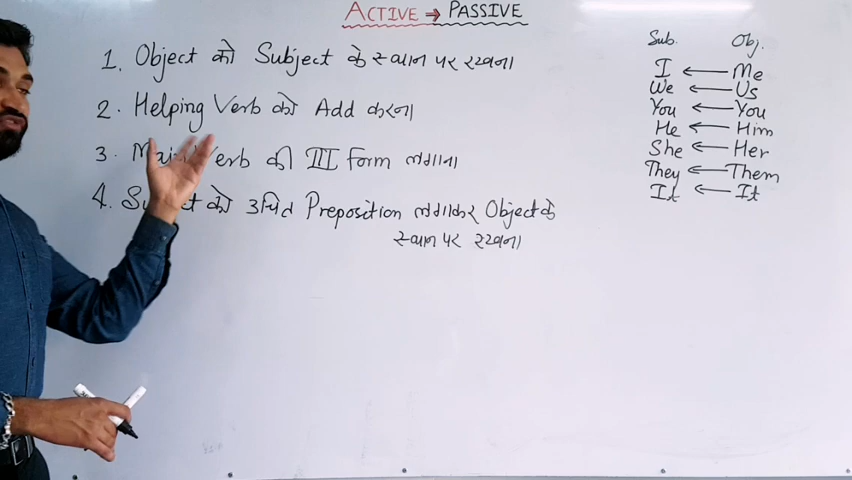 ACTIVE → PASSIVE
1. Object को Subject के स्थान पर रखना
2. Helping Verb को Add करना
3. Main Verb की III Form लगाना
4. को उचित Preposition लगाकर Object के
स्थान पर रखना
Sub. Obj.
I ← Me
We ← Us
You ← You
He ← Him
She ← Her
They ← Them
It ← It